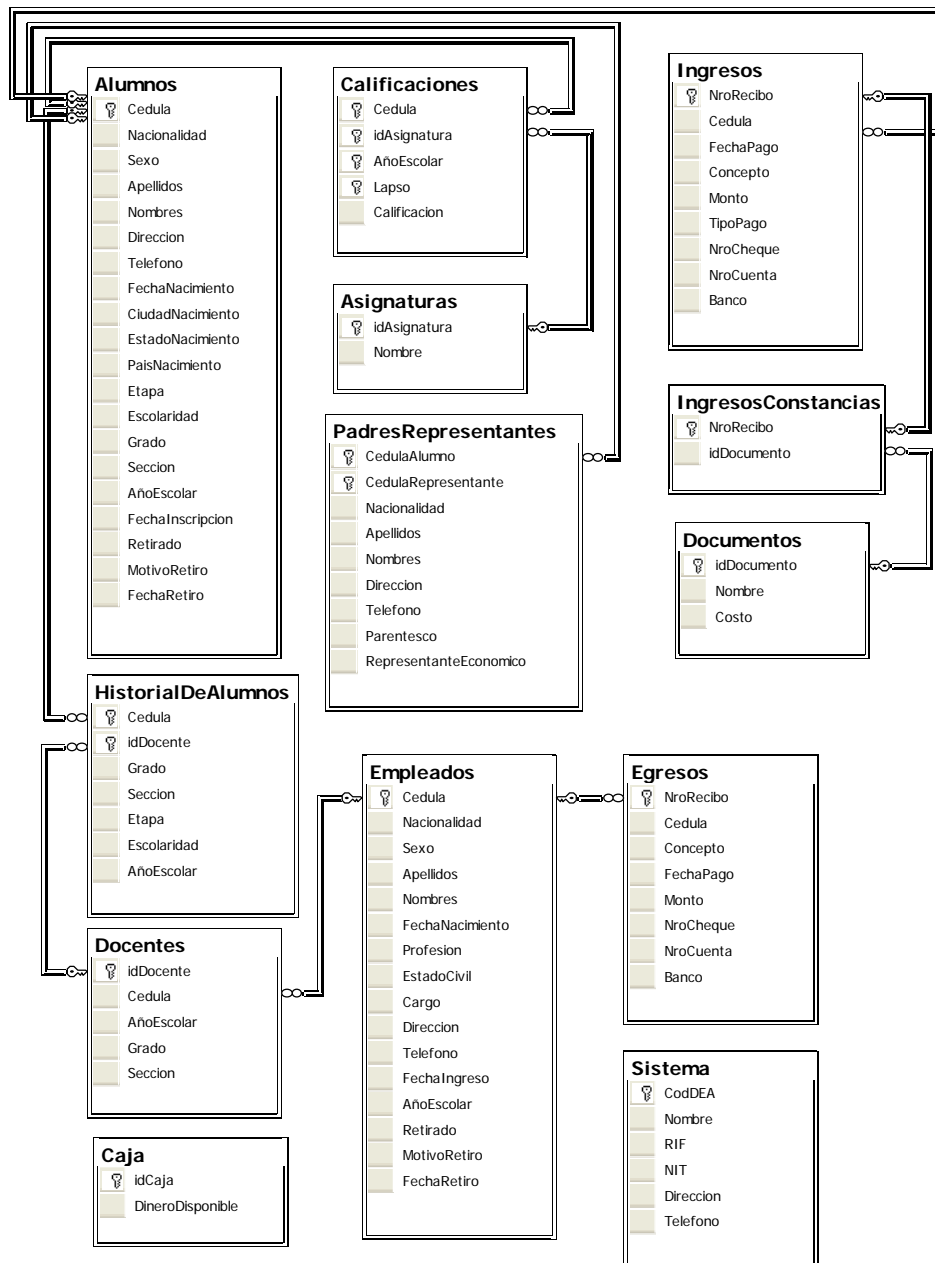 Alumnos
Cedula
Nacionalidad
Sexo
Apellidos
Nombres
Direccion
Telefono
FechaNacimiento
CiudadNacimiento
EstadoNacimiento
PaisNacimiento
Etapa
Escolaridad
Grado
Seccion
AñoEscolar
FechaInscripcion
Retirado
MotivoRetiro
FechaRetiro
Calificaciones
Cedula
idAsignatura
AñoEscolar
Lapso
Calificacion
Asignaturas
idAsignatura
Nombre
PadresRepresentantes
CedulaAlumno
CedulaRepresentante
Nacionalidad
Apellidos
Nombres
Direccion
Telefono
Parentesco
RepresentanteEconomico
Ingresos
NroRecibo
Cedula
FechaPago
Concepto
Monto
TipoPago
NroCheque
NroCuenta
Banco
IngresosConstancias
NroRecibo
idDocumento
Documentos
idDocumento
Nombre
Costo
HistorialDeAlumnos
Cedula
idDocente
Grado
Seccion
Etapa
Escolaridad
AñoEscolar
Docentes
idDocente
Cedula
AñoEscolar
Grado
Seccion
Caja
idCaja
DineroDisponible
Empleados
Cedula
Nacionalidad
Sexo
Apellidos
Nombres
FechaNacimiento
Profesion
EstadoCivil
Cargo
Direccion
Telefono
FechaIngreso
AñoEscolar
Retirado
MotivoRetiro
FechaRetiro
Egresos
NroRecibo
Cedula
Concepto
FechaPago
Monto
NroCheque
NroCuenta
Banco
Sistema
CodDEA
Nombre
RIF
NIT
Direccion
Telefono